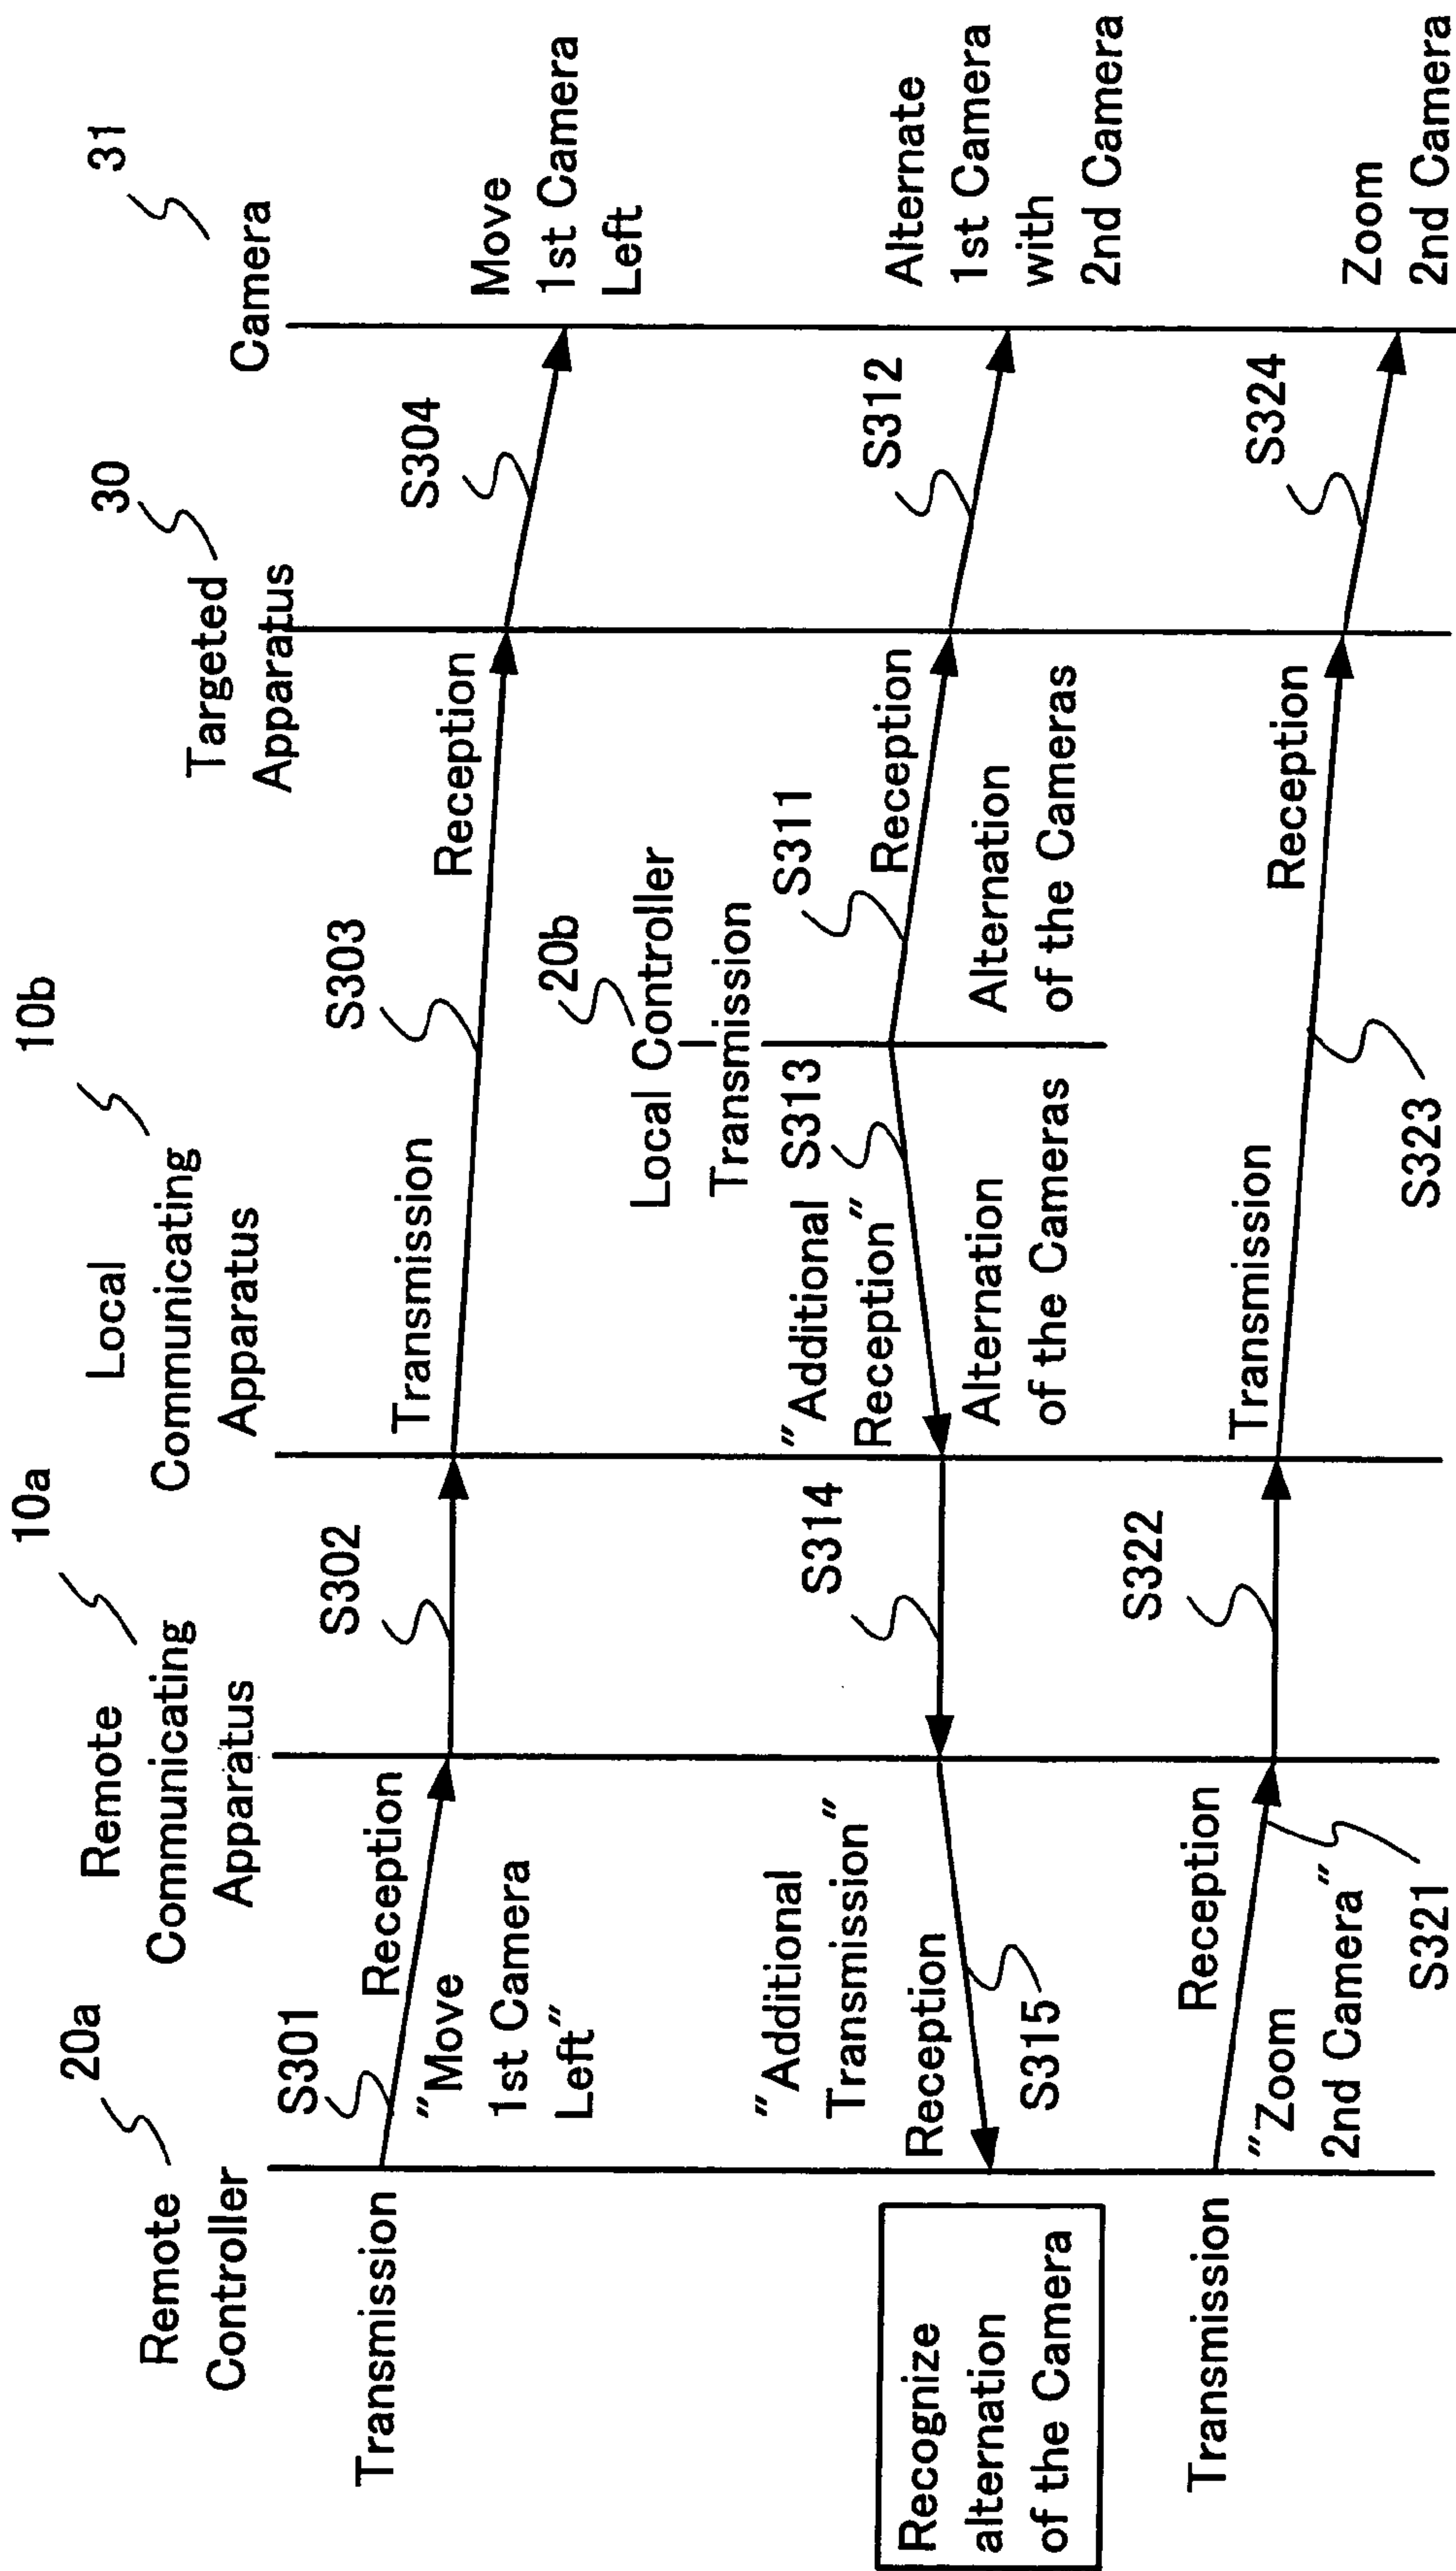 20a
Remote
Controller
10a
Remote
Communicating
Apparatus
10b
Local
Communicating
Apparatus
30
Targeted
Apparatus
31
Camera
Transmission
S301
Reception
"Move
1st Camera
Left"
S302
Transmission
S303
Reception
S304
Move
1st Camera
Left
20b
Local Controller
Transmission
S311
Reception
Alternation
of the Cameras
S312
Alternate
1st Camera
with
2nd Camera
S313
"Additional
Reception"
Alternation
of the Cameras
S314
"Additional
Transmission"
Reception
S315
Recognize
alternation
of the Camera
Transmission
Reception
"Zoom
2nd Camera"
S321
S322
Transmission
S323
Reception
S324
Zoom
2nd Camera